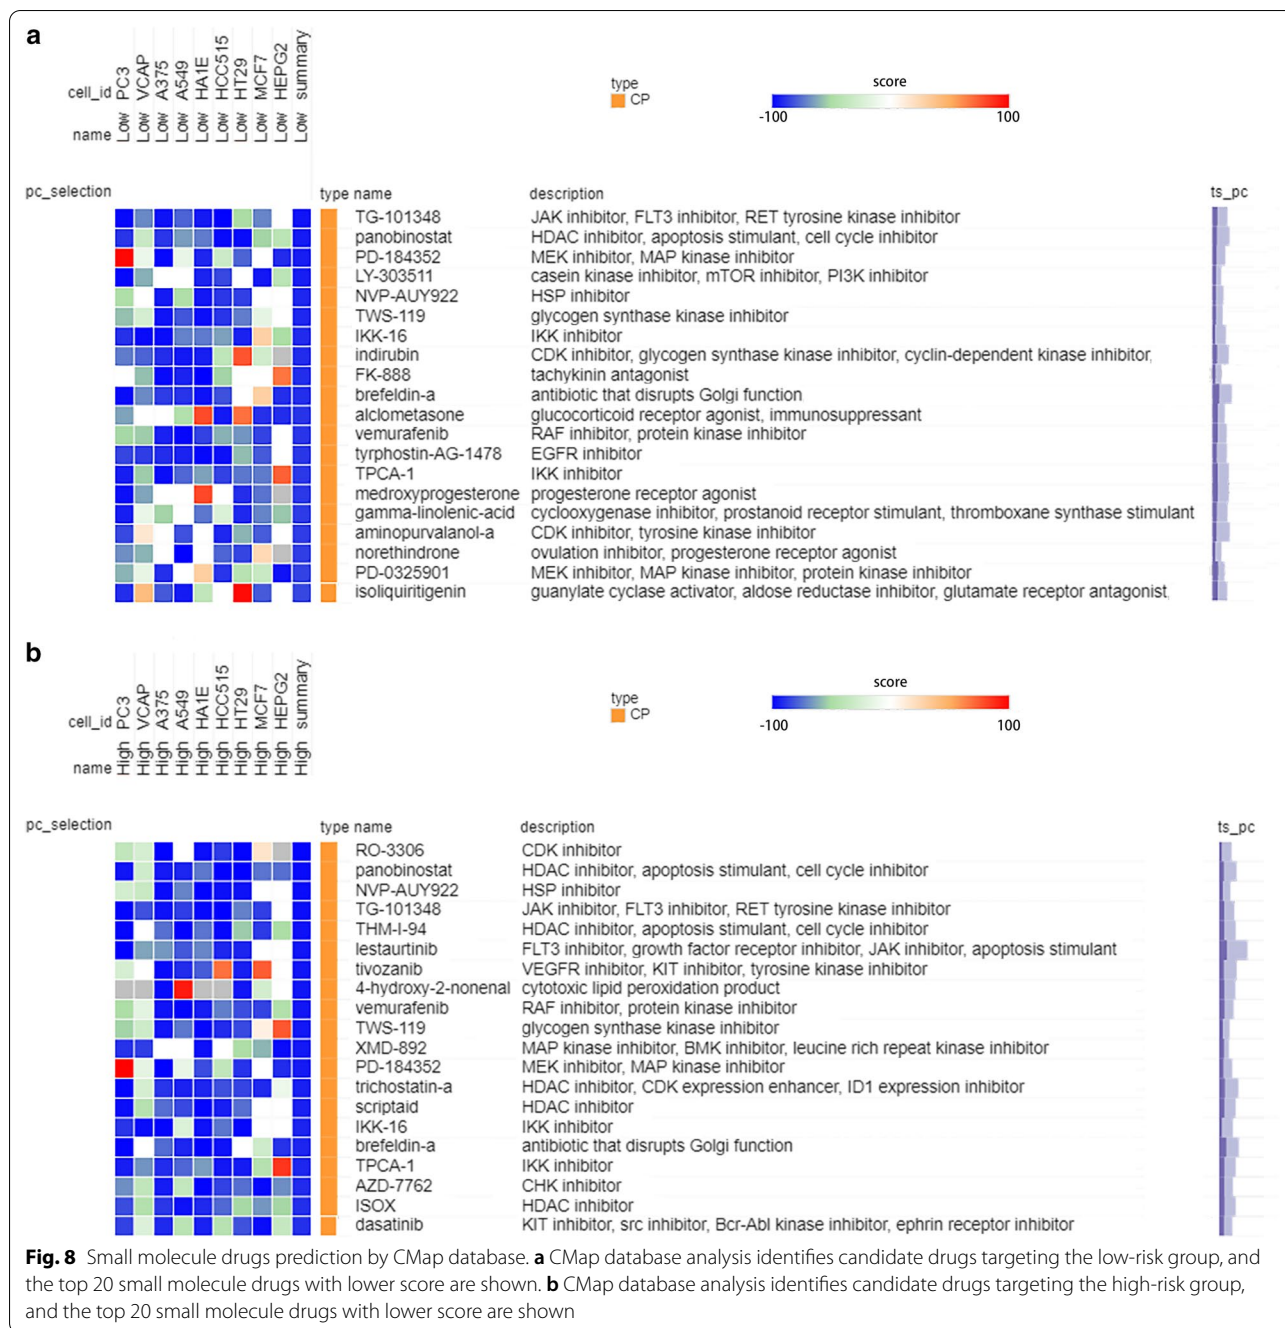 a
cell_id PC3 VCAP A375 A549 HA1E HCC515 HT29 MCF7 HEPG2 summary
name Low Low Low Low Low Low Low Low Low Low
type
CP
score
-100 100
pc_selection type name description ts_pc
TG-101348 JAK inhibitor, FLT3 inhibitor, RET tyrosine kinase inhibitor
panobinostat HDAC inhibitor, apoptosis stimulant, cell cycle inhibitor
PD-184352 MEK inhibitor, MAP kinase inhibitor
LY-303511 casein kinase inhibitor, mTOR inhibitor, PI3K inhibitor
NVP-AUY922 HSP inhibitor
TWS-119 glycogen synthase kinase inhibitor
IKK-16 IKK inhibitor
indirubin CDK inhibitor, glycogen synthase kinase inhibitor, cyclin-dependent kinase inhibitor,
FK-888 tachykinin antagonist
brefeldin-a antibiotic that disrupts Golgi function
alclometasone glucocorticoid receptor agonist, immunosuppressant
vemurafenib RAF inhibitor, protein kinase inhibitor
tyrphostin-AG-1478 EGFR inhibitor
TPCA-1 IKK inhibitor
medroxyprogesterone progesterone receptor agonist
gamma-linolenic-acid cyclooxygenase inhibitor, prostanoid receptor stimulant, thromboxane synthase stimulant
aminopurvalanol-a CDK inhibitor, tyrosine kinase inhibitor
norethindrone ovulation inhibitor, progesterone receptor agonist
PD-0325901 MEK inhibitor, MAP kinase inhibitor, protein kinase inhibitor
isoliquiritigenin guanylate cyclase activator, aldose reductase inhibitor, glutamate receptor antagonist,
b
cell_id PC3 VCAP A375 A549 HA1E HCC515 HT29 MCF7 HEPG2 summary
name High High High High High High High High High High
type
CP
score
-100 100
pc_selection type name description ts_pc
RO-3306 CDK inhibitor
panobinostat HDAC inhibitor, apoptosis stimulant, cell cycle inhibitor
NVP-AUY922 HSP inhibitor
TG-101348 JAK inhibitor, FLT3 inhibitor, RET tyrosine kinase inhibitor
THM-I-94 HDAC inhibitor, apoptosis stimulant, cell cycle inhibitor
lestaurtinib FLT3 inhibitor, growth factor receptor inhibitor, JAK inhibitor, apoptosis stimulant
tivozanib VEGFR inhibitor, KIT inhibitor, tyrosine kinase inhibitor
4-hydroxy-2-nonenal cytotoxic lipid peroxidation product
vemurafenib RAF inhibitor, protein kinase inhibitor
TWS-119 glycogen synthase kinase inhibitor
XMD-892 MAP kinase inhibitor, BMK inhibitor, leucine rich repeat kinase inhibitor
PD-184352 MEK inhibitor, MAP kinase inhibitor
trichostatin-a HDAC inhibitor, CDK expression enhancer, ID1 expression inhibitor
scriptaid HDAC inhibitor
IKK-16 IKK inhibitor
brefeldin-a antibiotic that disrupts Golgi function
TPCA-1 IKK inhibitor
AZD-7762 CHK inhibitor
ISOX HDAC inhibitor
dasatinib KIT inhibitor, src inhibitor, Bcr-Abl kinase inhibitor, ephrin receptor inhibitor
Fig. 8 Small molecule drugs prediction by CMap database. a CMap database analysis identifies candidate drugs targeting the low-risk group, and
the top 20 small molecule drugs with lower score are shown. b CMap database analysis identifies candidate drugs targeting the high-risk group,
and the top 20 small molecule drugs with lower score are shown